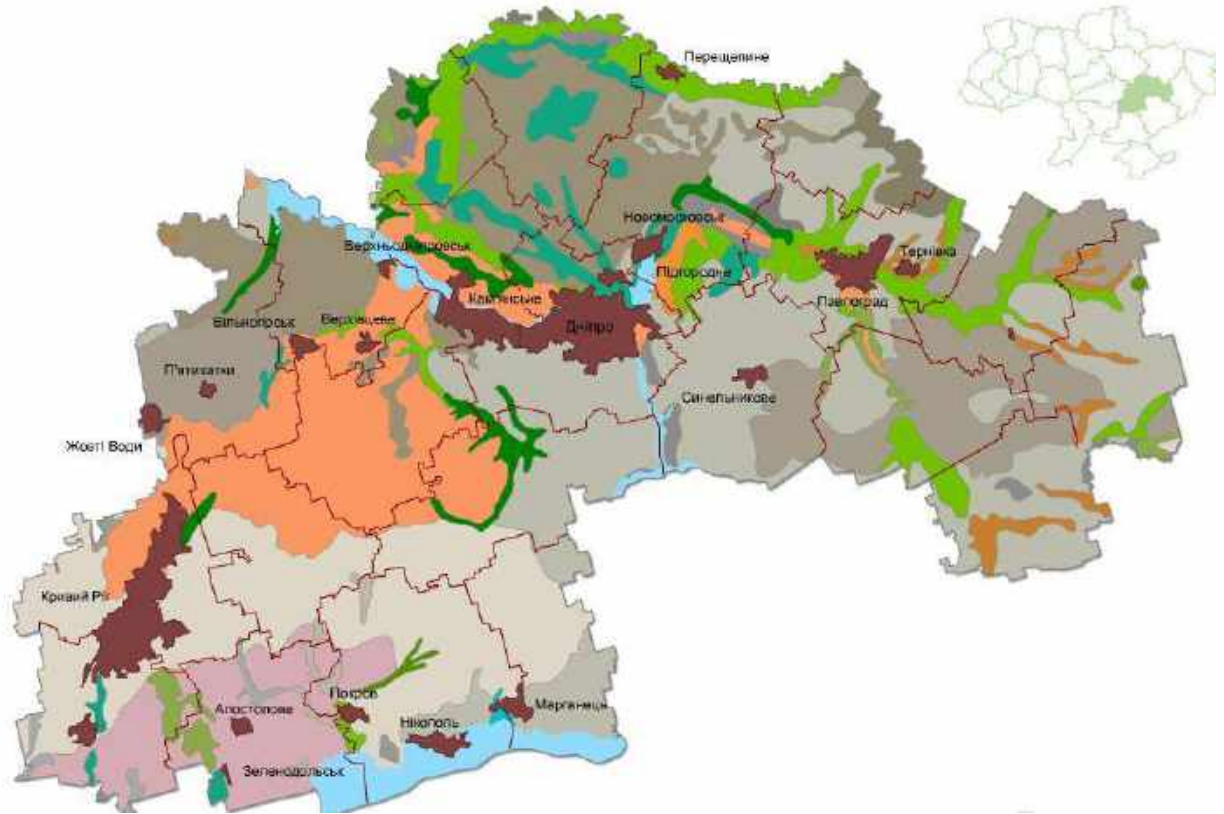 Перещепине
Новомосковськ
Верхньодніпровськ
Тернівка
Підгородне
Кам'янське
Павлоград
Вільногірськ
Верхівцеве
Дніпро
П'ятихатки
Синельникове
Жовті Води
Кривий Ріг
Покров
Апостолове
Марганець
Нікополь
Зеленодольськ